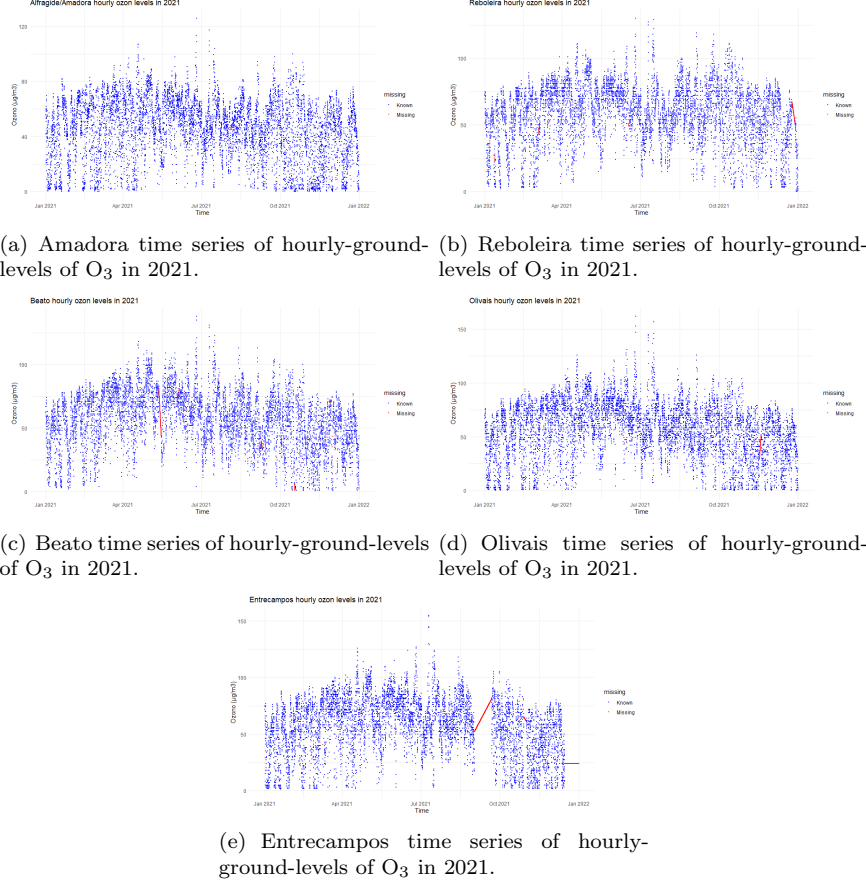 Alfragide/Amadora hourly ozon levels in 2021
120
80
40
0
Ozono (µg/m3)
Jan 2021 Apr 2021 Jul 2021 Oct 2021 Jan 2022
Time
missing
Known
Missing
(a) Amadora time series of hourly-ground-
levels of O3 in 2021.
Reboleira hourly ozon levels in 2021
100
50
0
Ozono (µg/m3)
Jan 2021 Apr 2021 Jul 2021 Oct 2021 Jan 2022
Time
missing
Known
Missing
(b) Reboleira time series of hourly-ground-
levels of O3 in 2021.
Beato hourly ozon levels in 2021
100
50
0
Ozono (µg/m3)
Jan 2021 Apr 2021 Jul 2021 Oct 2021 Jan 2022
Time
missing
Known
Missing
(c) Beato time series of hourly-ground-levels
of O3 in 2021.
Olivais hourly ozon levels in 2021
150
100
50
0
Ozono (µg/m3)
Jan 2021 Apr 2021 Jul 2021 Oct 2021 Jan 2022
Time
missing
Known
Missing
(d) Olivais time series of hourly-ground-
levels of O3 in 2021.
Entrecampos hourly ozon levels in 2021
150
100
50
0
Ozono (µg/m3)
Jan 2021 Apr 2021 Jul 2021 Oct 2021 Jan 2022
Time
missing
Known
Missing
(e) Entrecampos time series of hourly-
ground-levels of O3 in 2021.